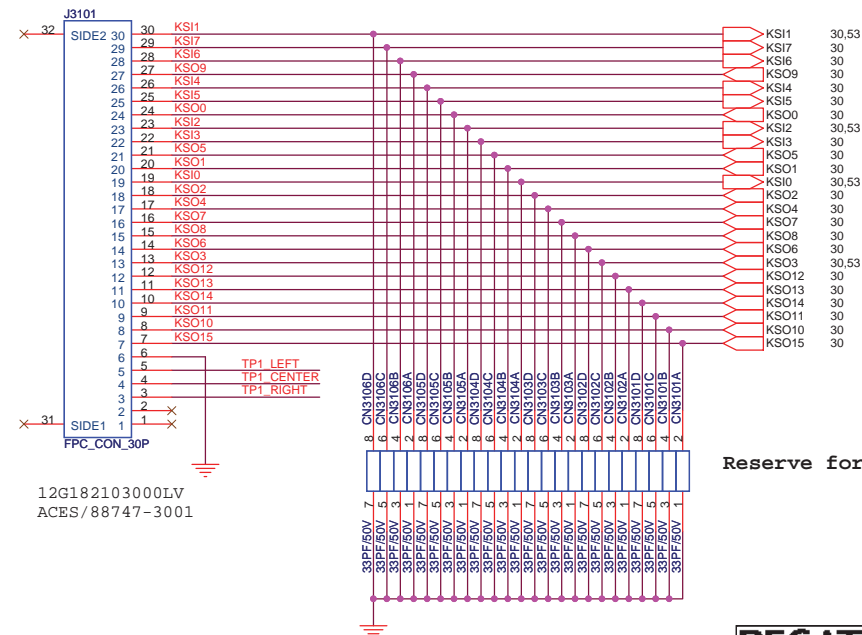 J3101
32 SIDE2 30 30 KSI1 KSI1 30,53
29 29 KSI7 KSI7 30
28 28 KSI6 KSI6 30
27 27 KSO9 KSO9 30
26 26 KSI4 KSI4 30
25 25 KSI5 KSI5 30
24 24 KSO0 KSO0 30
23 23 KSI2 KSI2 30,53
22 22 KSI3 KSI3 30
21 21 KSO5 KSO5 30
20 20 KSO1 KSO1 30
19 19 KSI0 KSI0 30,53
18 18 KSO2 KSO2 30
17 17 KSO4 KSO4 30
16 16 KSO7 KSO7 30
15 15 KSO8 KSO8 30
14 14 KSO6 KSO6 30
13 13 KSO3 KSO3 30,53
12 12 KSO12 KSO12 30
11 11 KSO13 KSO13 30
10 10 KSO14 KSO14 30
9 9 KSO11 KSO11 30
8 8 KSO10 KSO10 30
7 7 KSO15 KSO15 30
6 6
5 5 TP1_LEFT
4 4 TP1_CENTER
3 3 TP1_RIGHT
2 2
31 SIDE1 1 1
FPC_CON_30P
12G182103000LV
ACES/88747-3001
CN3106D CN3106C CN3106B CN3106A CN3105D CN3105C CN3105B CN3105A CN3104D CN3104C CN3104B CN3104A CN3103D CN3103C CN3103B CN3103A CN3102D CN3102C CN3102B CN3102A CN3101D CN3101C CN3101B CN3101A
8 6 4 2 8 6 4 2 8 6 4 2 8 6 4 2 8 6 4 2 8 6 4 2
Reserve for
7 5 3 1 7 5 3 1 7 5 3 1 7 5 3 1 7 5 3 1 7 5 3 1
33PF/50V 33PF/50V 33PF/50V 33PF/50V 33PF/50V 33PF/50V 33PF/50V 33PF/50V 33PF/50V 33PF/50V 33PF/50V 33PF/50V 33PF/50V 33PF/50V 33PF/50V 33PF/50V 33PF/50V 33PF/50V 33PF/50V 33PF/50V 33PF/50V 33PF/50V 33PF/50V 33PF/50V